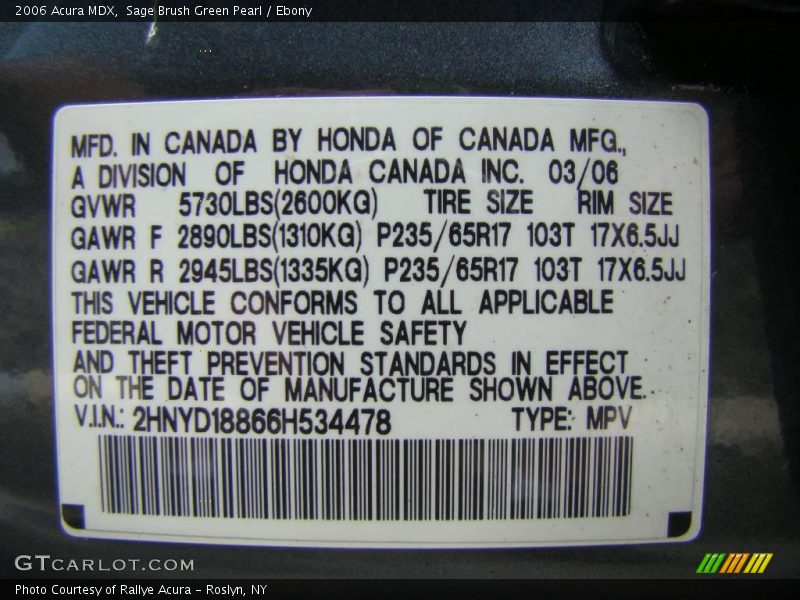 2006 Acura MDX,  Sage Brush Green Pearl / Ebony
MFD. IN CANADA BY HONDA OF CANADA MFG.,
A DIVISION OF HONDA CANADA INC. 03/06
GVWR 5730LBS(2600KG) TIRE SIZE RIM SIZE
GAWR F 2890LBS(1310KG) P235/65R17 103T 17X6.5JJ
GAWR R 2945LBS(1335KG) P235/65R17 103T 17X6.5JJ
THIS VEHICLE CONFORMS TO ALL APPLICABLE
FEDERAL MOTOR VEHICLE SAFETY
AND THEFT PREVENTION STANDARDS IN EFFECT
ON THE DATE OF MANUFACTURE SHOWN ABOVE.
V.I.N.: 2HNYD18866H534478 TYPE: MPV
GTCARLOT.COM
Photo Courtesy of Rallye Acura - Roslyn, NY